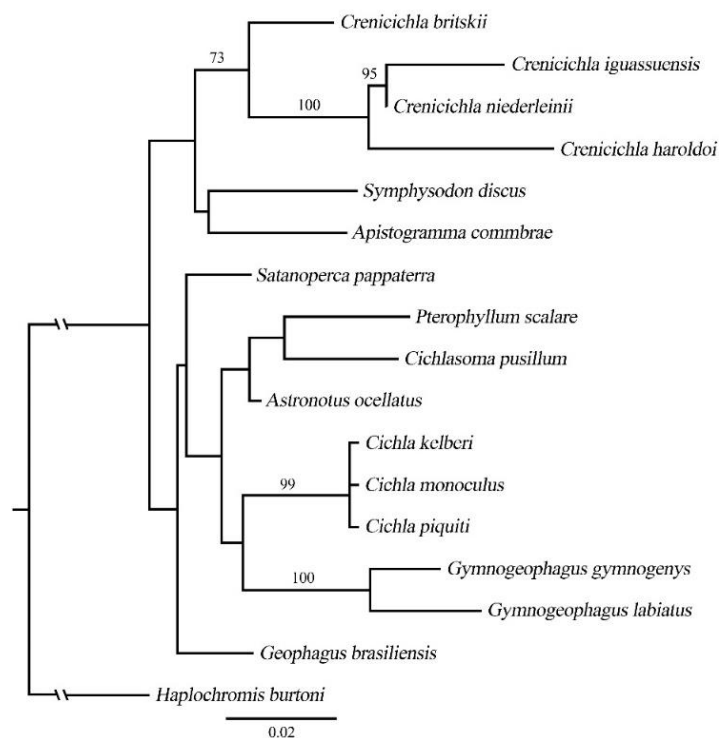 Crenicichla britskii
73
Crenicichla iguassuensis
95
Crenicichla niederleinii
100
Crenicichla haroldoi
Symphysodon discus
Apistogramma commbrae
Satanoperca pappaterra
Pterophyllum scalare
Cichlasoma pusillum
Astronotus ocellatus
Cichla kelberi
99
Cichla monoculus
Cichla piquiti
Gymnogeophagus gymnogenys
100
Gymnogeophagus labiatus
Geophagus brasiliensis
Haplochromis burtoni
0.02